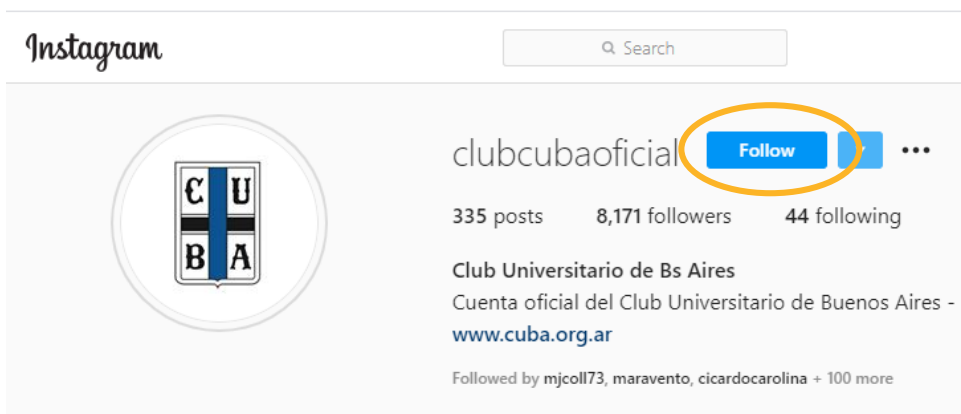 Instagram
Search
C U
B A
clubcubaoficial Follow
335 posts 8,171 followers 44 following
Club Universitario de Bs Aires
Cuenta oficial del Club Universitario de Buenos Aires -
www.cuba.org.ar
Followed by mjcoll73, maravento, cicardocarolina + 100 more